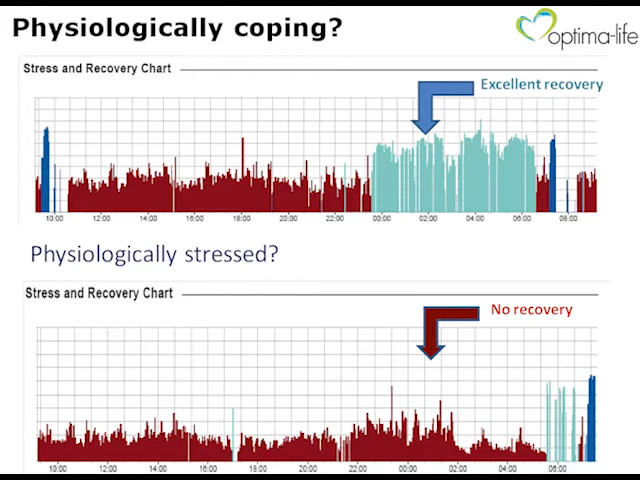 Physiologically coping?
optima-life
Stress and Recovery Chart
Excellent recovery
10:00 12:00 14:00 16:00 18:00 20:00 22:00 00:00 02:00 04:00 06:00 08:00
Physiologically stressed?
Stress and Recovery Chart
No recovery
10:00 12:00 14:00 16:00 18:00 20:00 22:00 00:00 02:00 04:00 06:00